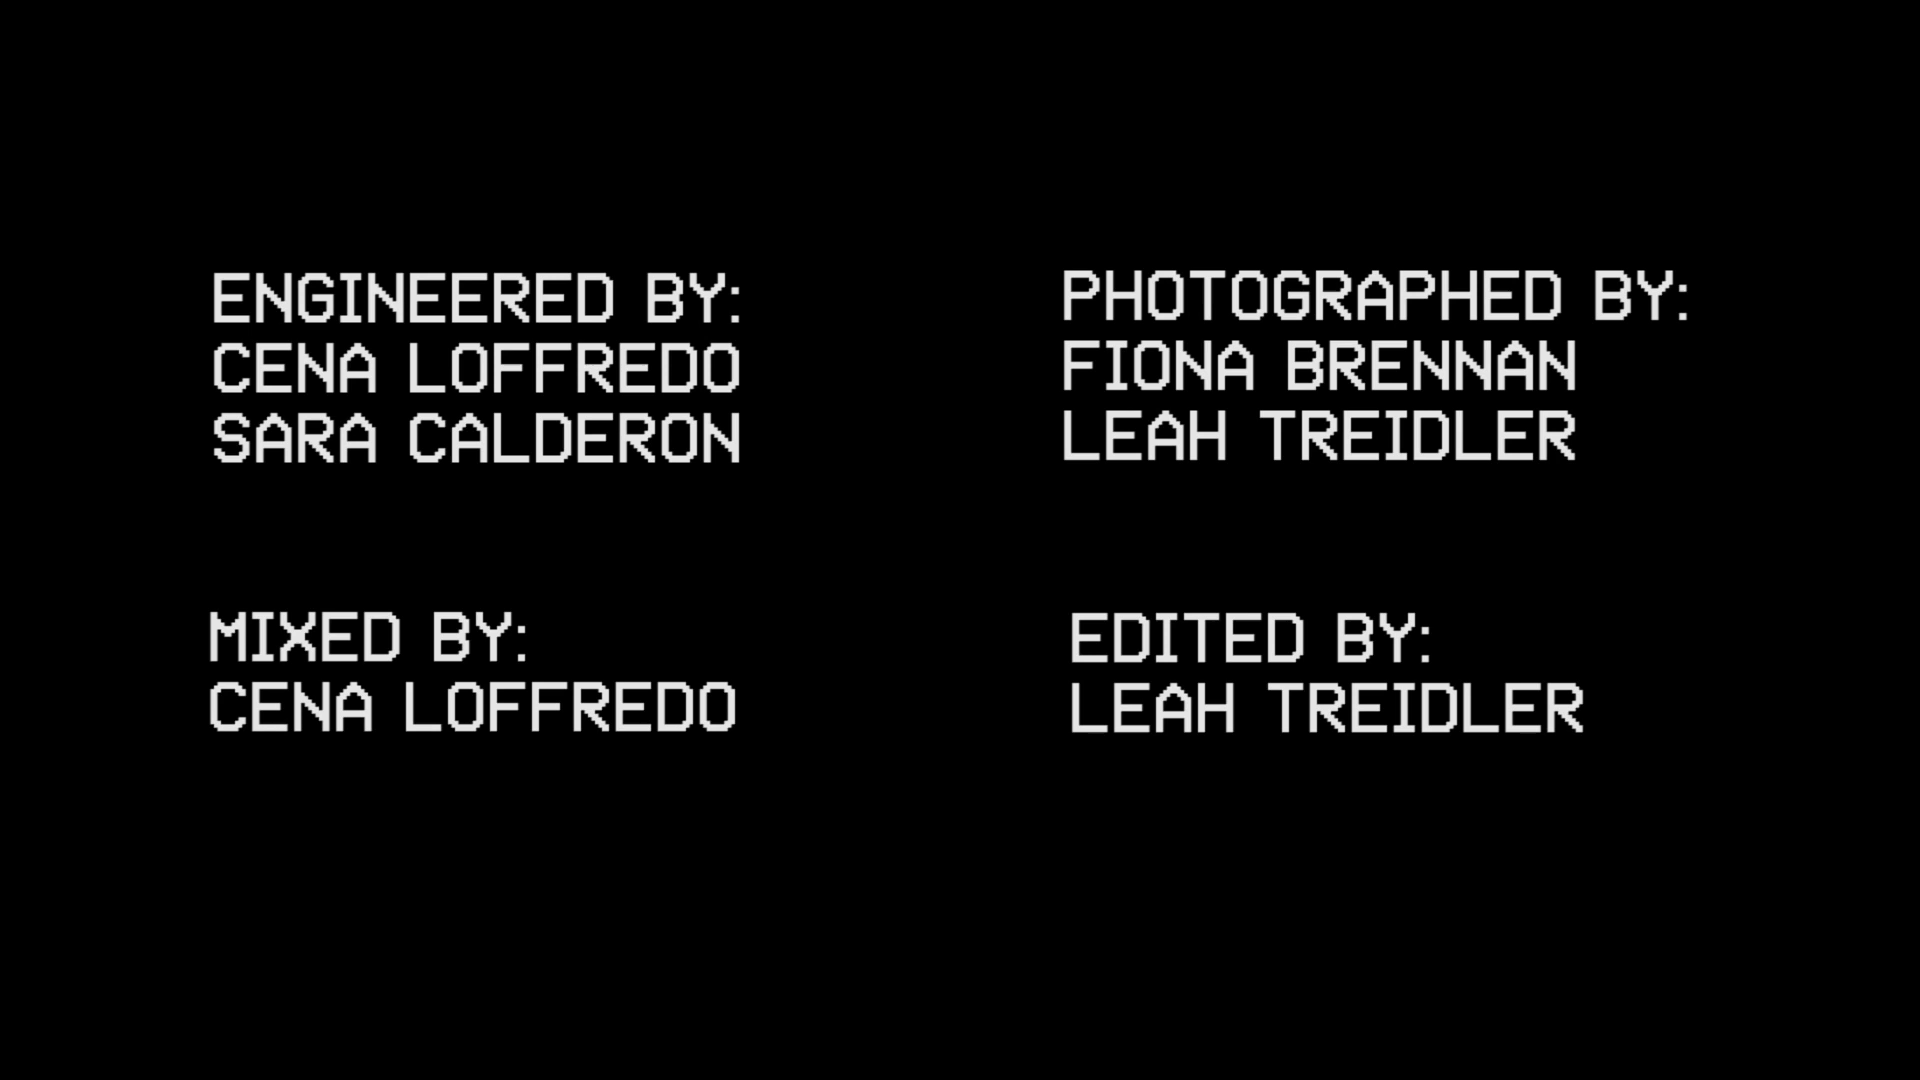 ENGINEERED BY:
CENA LOFFREDO
SARA CALDERON
MIXED BY:
CENA LOFFREDO
PHOTOGRAPHED BY:
FIONA BRENNAN
LEAH TREIDLER
EDITED BY:
LEAH TREIDLER